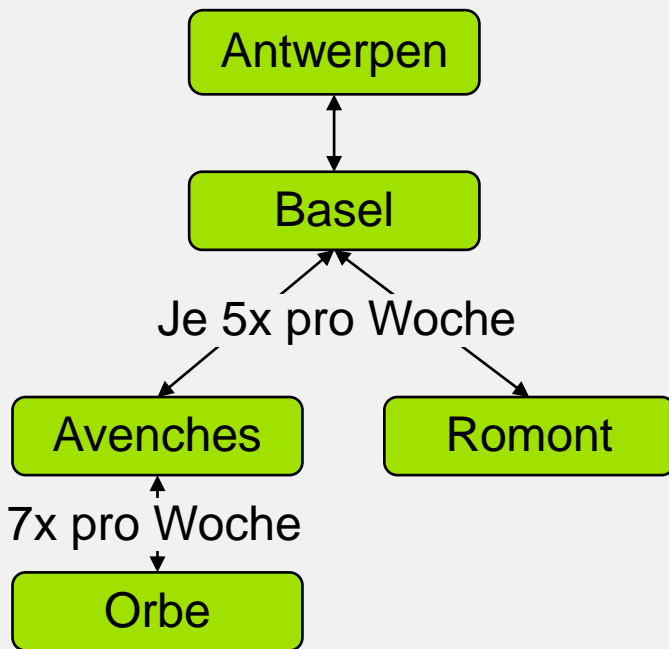 Antwerpen
Basel
Je 5x pro Woche
Avenches
Romont
7x pro Woche
Orbe